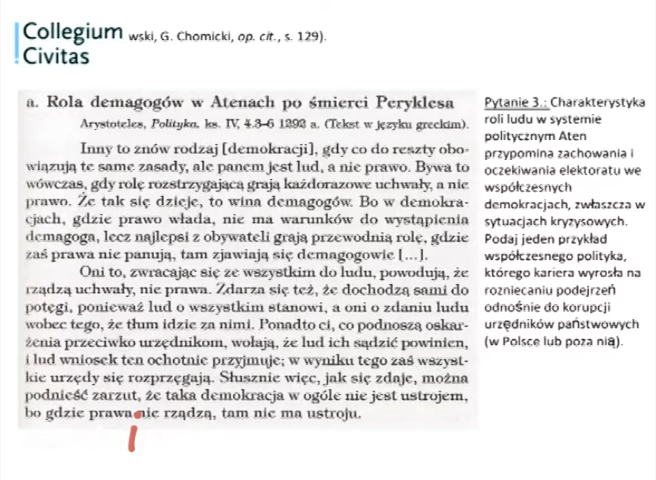 Collegium
Civitas
wski, G. Chomicki, op. cit., s. 129).
a. Rola demagogów w Atenach po śmierci Peryklesa
Arystoteles, Polityka, ks. IV, 4.3-6 1292 a. (Tekst w języku greckim).
Inny to znów rodzaj [demokracji], gdy co do reszty obo-
wiązują te same zasady, ale panem jest lud, a nie prawo. Bywa to
wówczas, gdy rolę rozstrzygającą grają każdorazowe uchwały, a nie
prawo. Że tak się dzieje, to wina demagogów. Bo w demokra-
cjach, gdzie prawo włada, nie ma warunków do wystąpienia
demagoga, lecz najlepsi z obywateli grają przewodnią rolę, gdzie
zaś prawa nie panują, tam zjawiają się demagogowie [...].
Oni to, zwracając się ze wszystkim do ludu, powodują, że
rządzą uchwały, nie prawa. Zdarza się też, że dochodzą sami do
potęgi, ponieważ lud o wszystkim stanowi, a oni o zdaniu ludu
wobec tego, że tłum idzie za nimi. Ponadto ci, co podnoszą oskar-
żenia przeciwko urzędnikom, wołają, że lud ich sądzić powinien,
i lud wniosek ten ochotnie przyjmuje; w wyniku tego zaś wszyst-
kie urzędy się rozprzęgają. Słusznie więc, jak się zdaje, można
podnieść zarzut, że taka demokracja w ogóle nie jest ustrojem,
bo gdzie prawa nie rządzą, tam nie ma ustroju.
Pytanie 3.: Charakterystyka
roli ludu w systemie
politycznym Aten
przypomina zachowania i
oczekiwania elektoratu we
współczesnych
demokracjach, zwłaszcza w
sytuacjach kryzysowych.
Podaj jeden przykład
współczesnego polityka,
którego kariera wyrosła na
rozniecaniu podejrzeń
odnośnie do korupcji
urzędników państwowych
(w Polsce lub poza nią).